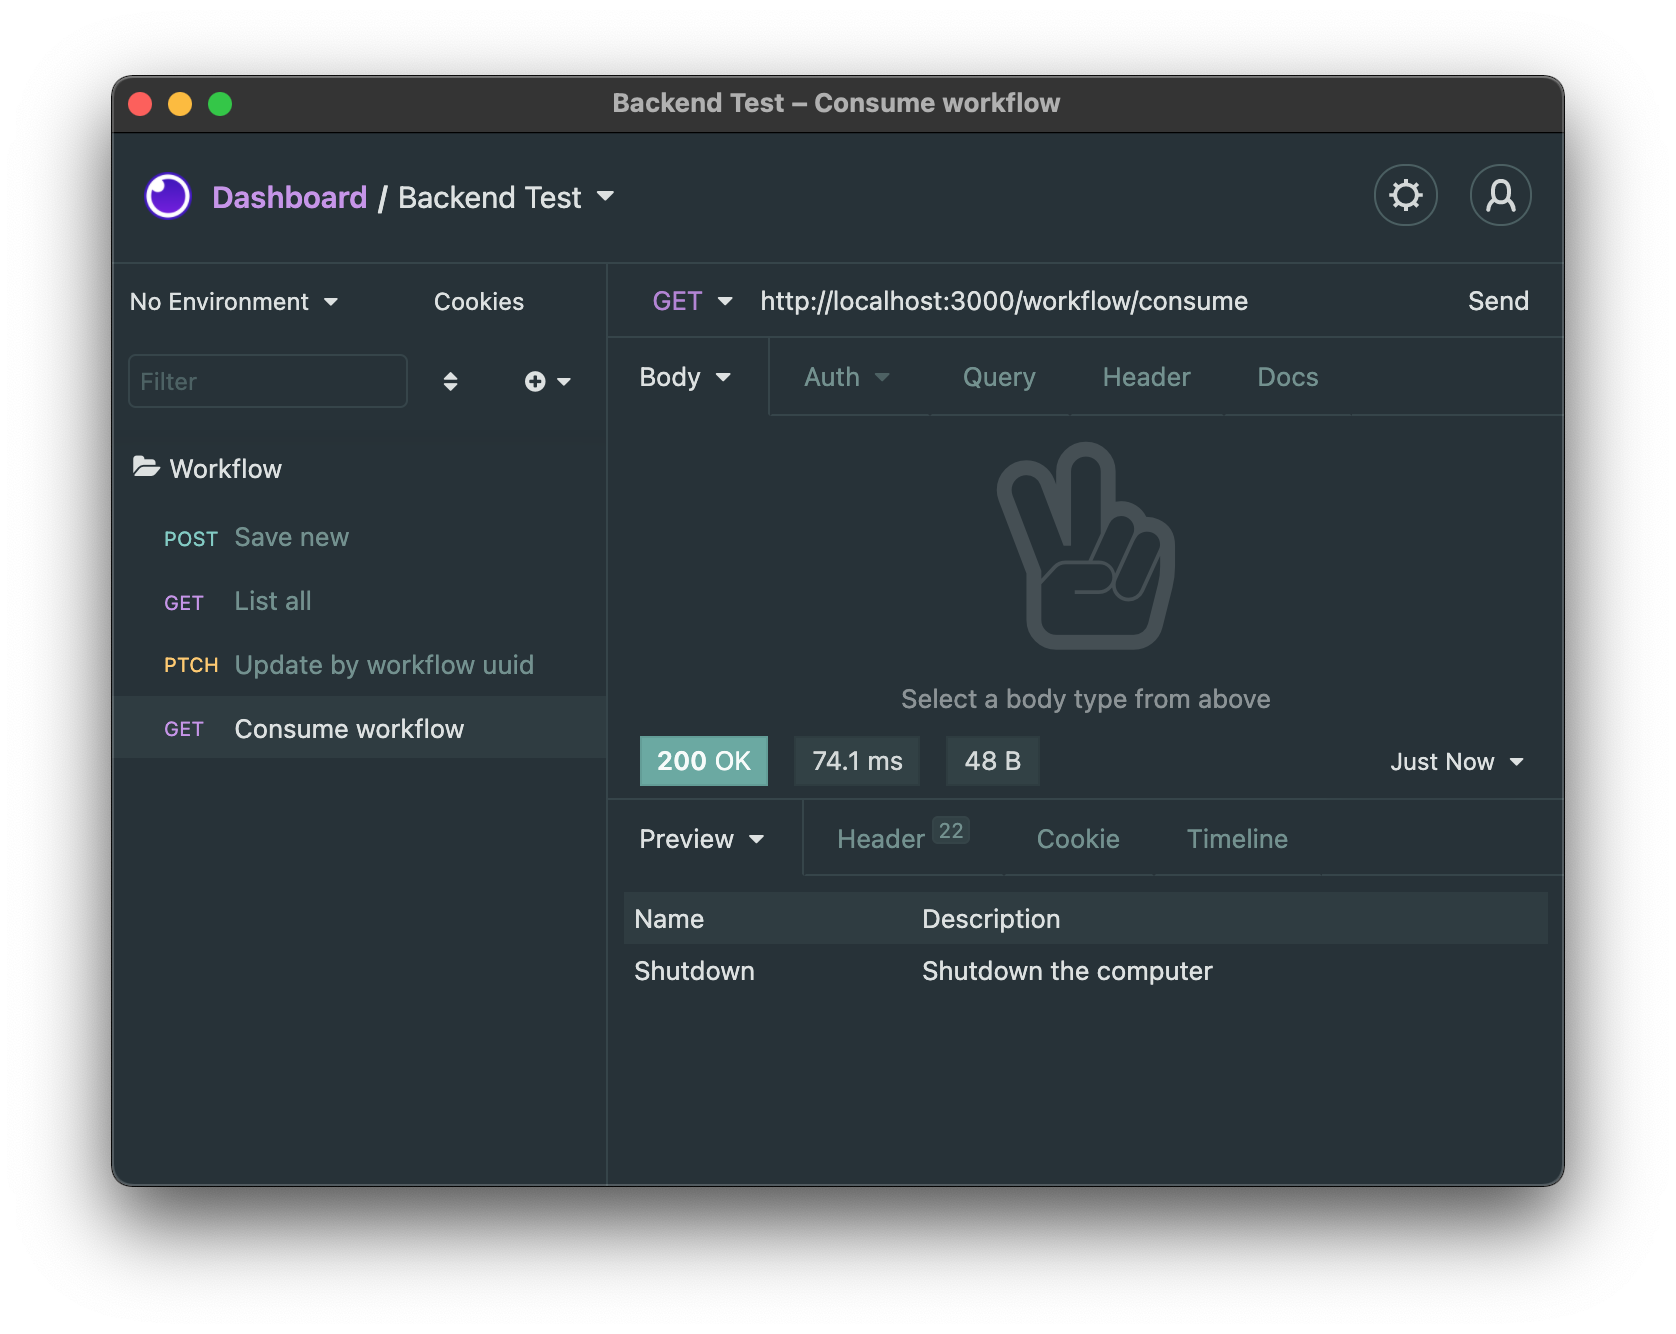 Backend Test – Consume workflow
Dashboard / Backend Test
No Environment
Cookies
Filter
Workflow
POST Save new
GET List all
PTCH Update by workflow uuid
GET Consume workflow
GET http://localhost:3000/workflow/consume Send
Body Auth Query Header Docs
Select a body type from above
200 OK 74.1 ms 48 B Just Now
Preview Header 22 Cookie Timeline
Name Description
Shutdown Shutdown the computer